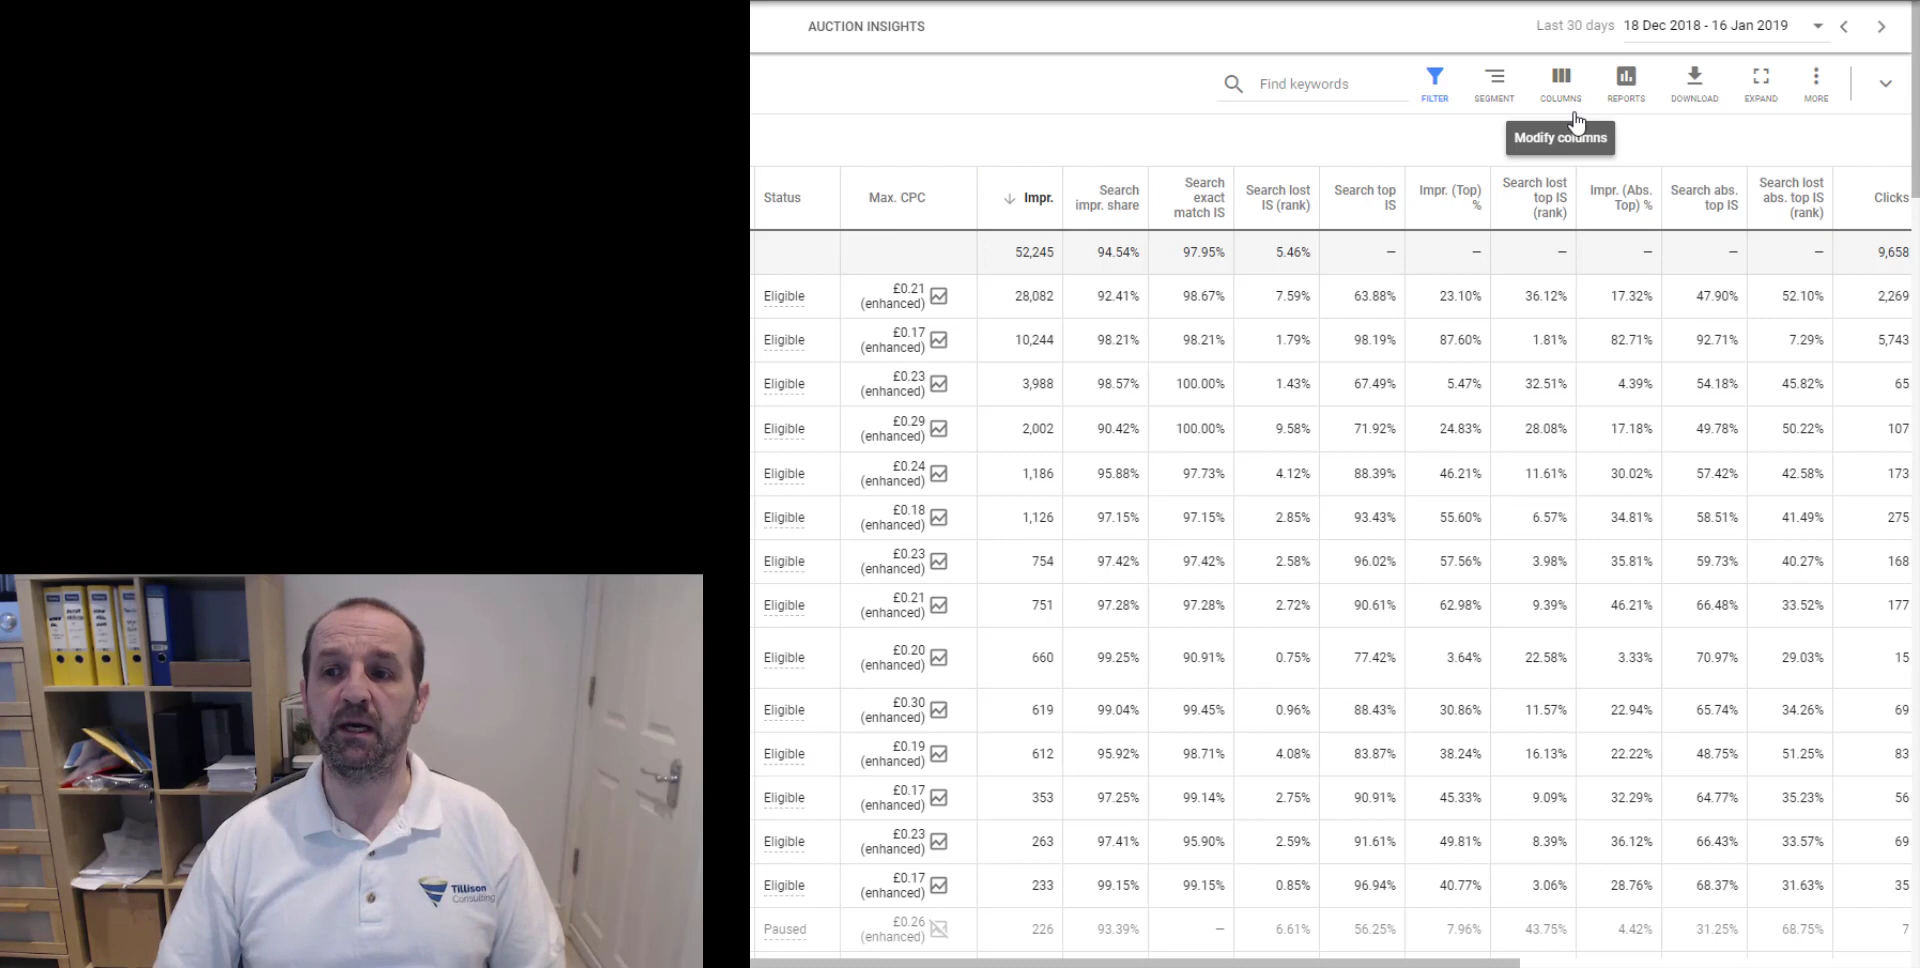 AUCTION INSIGHTS
Last 30 days 18 Dec 2018 - 16 Jan 2019
Find keywords
FILTER SEGMENT COLUMNS REPORTS DOWNLOAD EXPAND MORE
Modify columns
Status Max. CPC Impr. Search impr. share Search exact match IS Search lost IS (rank) Search top IS Impr. (Top) % Search lost top IS (rank) Impr. (Abs. Top) % Search abs. top IS Search lost abs. top IS (rank) Clicks
52,245 94.54% 97.95% 5.46% – – – – – – 9,658
Eligible £0.21 (enhanced) 28,082 92.41% 98.67% 7.59% 63.88% 23.10% 36.12% 17.32% 47.90% 52.10% 2,269
Eligible £0.17 (enhanced) 10,244 98.21% 98.21% 1.79% 98.19% 87.60% 1.81% 82.71% 92.71% 7.29% 5,743
Eligible £0.23 (enhanced) 3,988 98.57% 100.00% 1.43% 67.49% 5.47% 32.51% 4.39% 54.18% 45.82% 65
Eligible £0.29 (enhanced) 2,002 90.42% 100.00% 9.58% 71.92% 24.83% 28.08% 17.18% 49.78% 50.22% 107
Eligible £0.24 (enhanced) 1,186 95.88% 97.73% 4.12% 88.39% 46.21% 11.61% 30.02% 57.42% 42.58% 173
Eligible £0.18 (enhanced) 1,126 97.15% 97.15% 2.85% 93.43% 55.60% 6.57% 34.81% 58.51% 41.49% 275
Eligible £0.23 (enhanced) 754 97.42% 97.42% 2.58% 96.02% 57.56% 3.98% 35.81% 59.73% 40.27% 168
Eligible £0.21 (enhanced) 751 97.28% 97.28% 2.72% 90.61% 62.98% 9.39% 46.21% 66.48% 33.52% 177
Eligible £0.20 (enhanced) 660 99.25% 90.91% 0.75% 77.42% 3.64% 22.58% 3.33% 70.97% 29.03% 15
Eligible £0.30 (enhanced) 619 99.04% 99.45% 0.96% 88.43% 30.86% 11.57% 22.94% 65.74% 34.26% 69
Eligible £0.19 (enhanced) 612 95.92% 98.71% 4.08% 83.87% 38.24% 16.13% 22.22% 48.75% 51.25% 83
Eligible £0.17 (enhanced) 353 97.25% 99.14% 2.75% 90.91% 45.33% 9.09% 32.29% 64.77% 35.23% 56
Eligible £0.23 (enhanced) 263 97.41% 95.90% 2.59% 91.61% 49.81% 8.39% 36.12% 66.43% 33.57% 69
Eligible £0.17 (enhanced) 233 99.15% 99.15% 0.85% 96.94% 40.77% 3.06% 28.76% 68.37% 31.63% 35
Paused £0.26 (enhanced) 226 93.39% – 6.61% 56.25% 7.96% 43.75% 4.42% 31.25% 68.75% 7
Tillison
Consulting